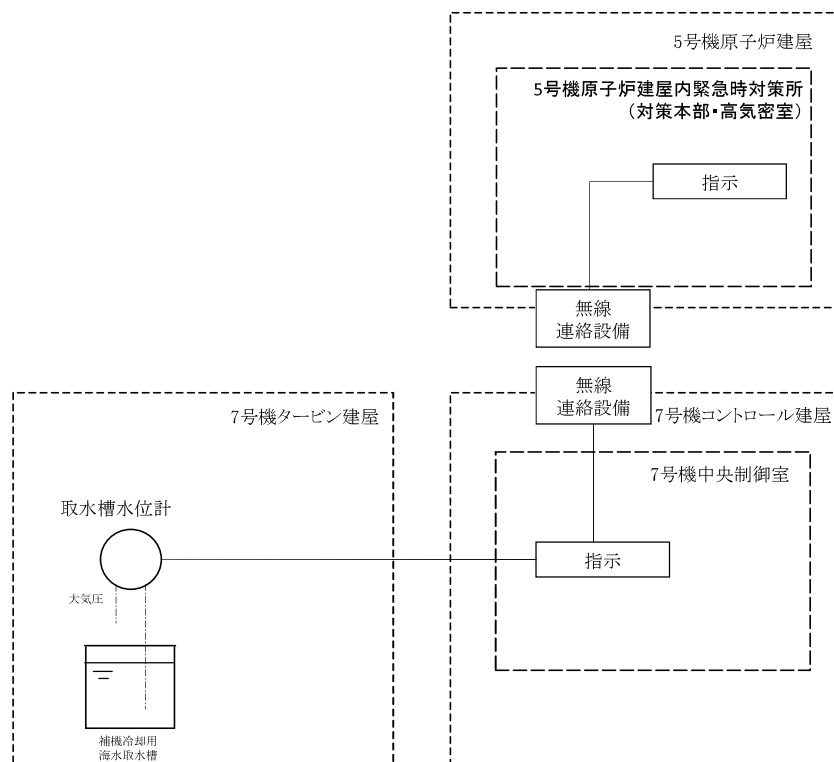 5号機原子炉建屋
5号機原子炉建屋内緊急時対策所
（対策本部・高気密室）
指示
無線
連絡設備
無線
連絡設備
7号機タービン建屋
7号機コントロール建屋
7号機中央制御室
取水槽水位計
指示
大気圧
補機冷却用
海水取水槽